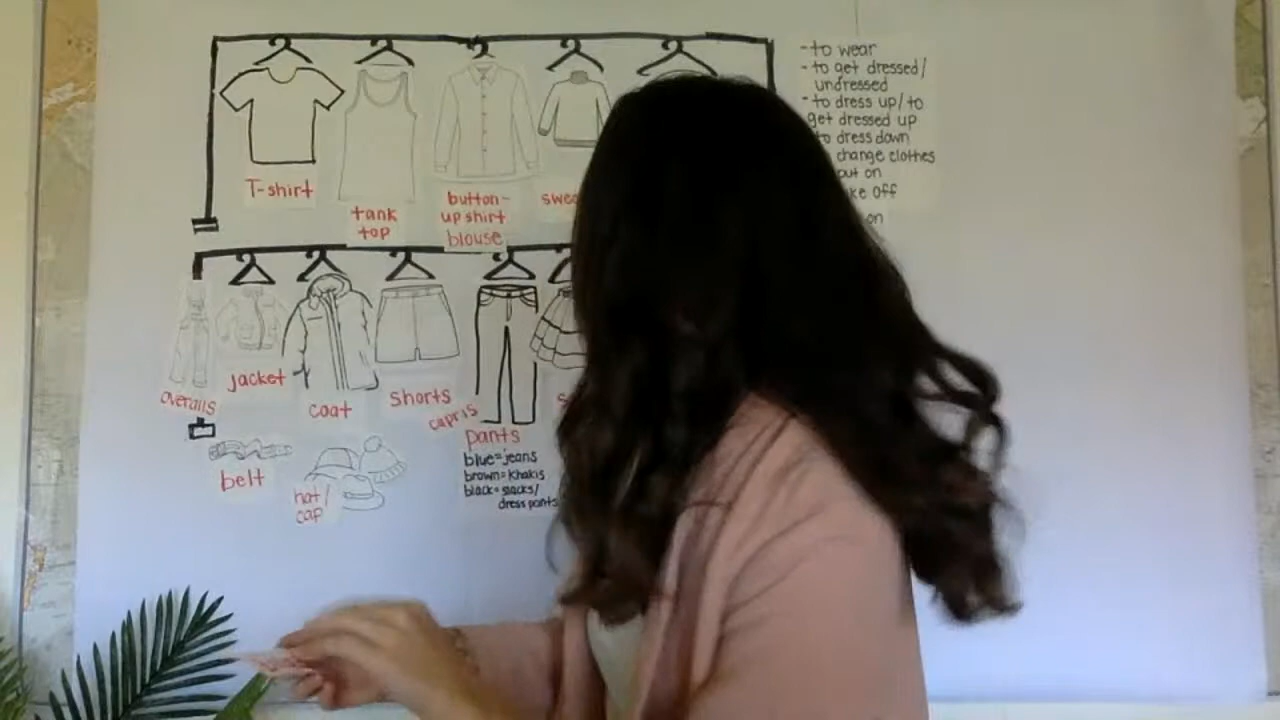 T-shirt
tank
top
button-
up shirt
blouse
overalls
jacket
coat
shorts
capris
pants
blue=jeans
brown=khakis
black=slacks/
dress pants
belt
hat/
cap
-to wear
-to get dressed/
undressed
-to dress up/to
get dressed up
to dress down
change clothes
on